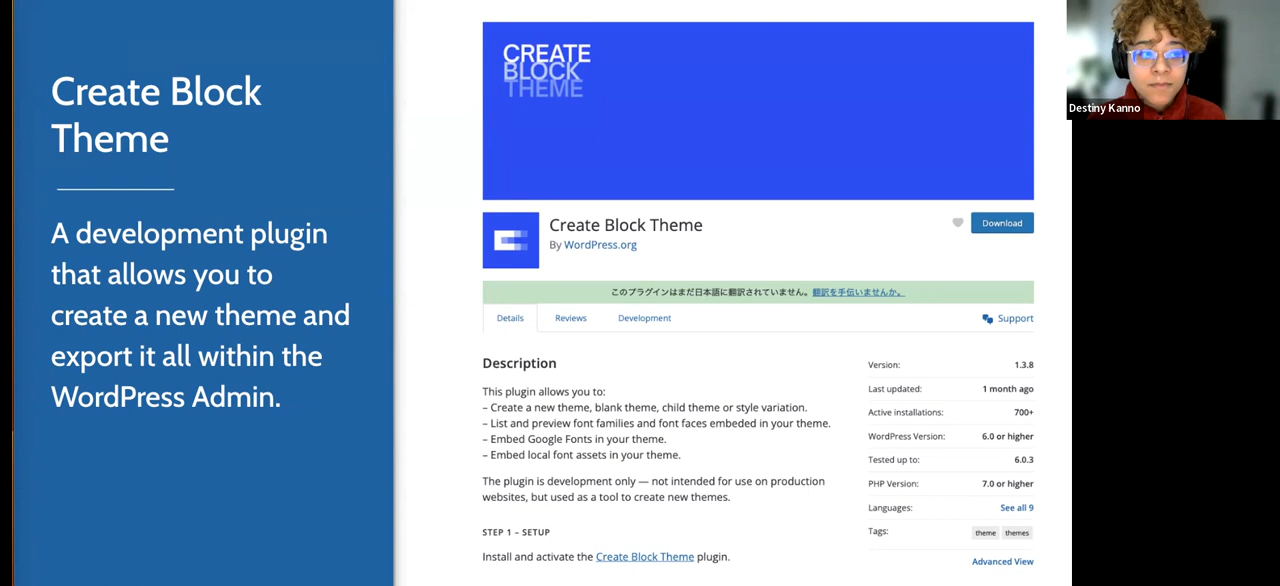 Create Block
Theme
A development plugin
that allows you to
create a new theme and
export it all within the
WordPress Admin.
CREATE
BLOCK
THEME
Create Block Theme
By WordPress.org
Download
このプラグインはまだ日本語に翻訳されていません。翻訳を手伝いませんか。
Details Reviews Development Support
Description
This plugin allows you to:
– Create a new theme, blank theme, child theme or style variation.
– List and preview font families and font faces embeded in your theme.
– Embed Google Fonts in your theme.
– Embed local font assets in your theme.
The plugin is development only — not intended for use on production
websites, but used as a tool to create new themes.
STEP 1 – SETUP
Install and activate the Create Block Theme plugin.
Version: 1.3.8
Last updated: 1 month ago
Active installations: 700+
WordPress Version: 6.0 or higher
Tested up to: 6.0.3
PHP Version: 7.0 or higher
Languages: See all 9
Tags: theme themes
Advanced View
Destiny Kanno